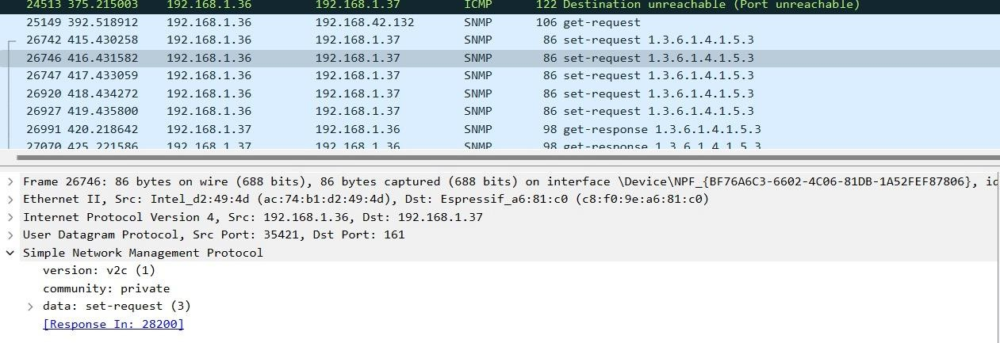 24513 375.215003 192.168.1.36 192.168.1.37 ICMP 122 Destination unreachable (Port unreachable)
25149 392.518912 192.168.1.36 192.168.42.132 SNMP 106 get-request
26742 415.430258 192.168.1.36 192.168.1.37 SNMP 86 set-request 1.3.6.1.4.1.5.3
26746 416.431582 192.168.1.36 192.168.1.37 SNMP 86 set-request 1.3.6.1.4.1.5.3
26747 417.433059 192.168.1.36 192.168.1.37 SNMP 86 set-request 1.3.6.1.4.1.5.3
26920 418.434272 192.168.1.36 192.168.1.37 SNMP 86 set-request 1.3.6.1.4.1.5.3
26927 419.435800 192.168.1.36 192.168.1.37 SNMP 86 set-request 1.3.6.1.4.1.5.3
26991 420.218642 192.168.1.37 192.168.1.36 SNMP 98 get-response 1.3.6.1.4.1.5.3
27070 425.221586 192.168.1.37 192.168.1.36 SNMP 98 get-response 1.3.6.1.4.1.5.3
Frame 26746: 86 bytes on wire (688 bits), 86 bytes captured (688 bits) on interface \Device\NPF_{BF76A6C3-6602-4C06-81DB-1A52FEF87806}, id
Ethernet II, Src: Intel_d2:49:4d (ac:74:b1:d2:49:4d), Dst: Espressif_a6:81:c0 (c8:f0:9e:a6:81:c0)
Internet Protocol Version 4, Src: 192.168.1.36, Dst: 192.168.1.37
User Datagram Protocol, Src Port: 35421, Dst Port: 161
Simple Network Management Protocol
version: v2c (1)
community: private
data: set-request (3)
[Response In: 28200]